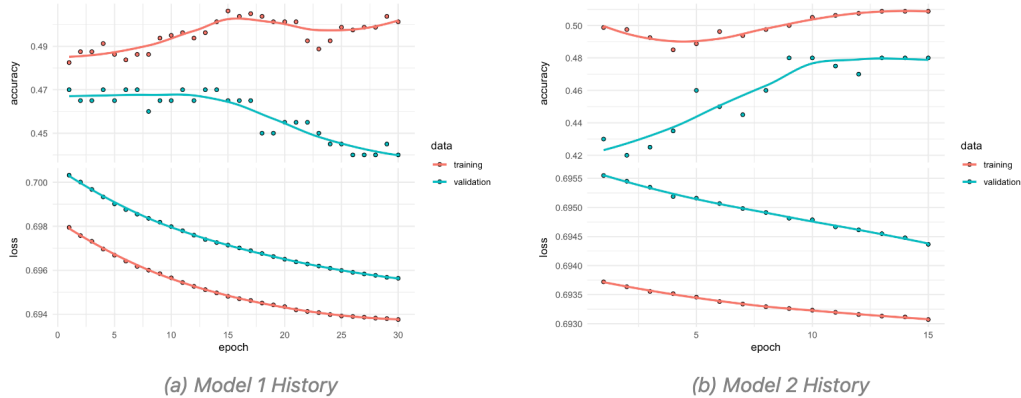 accuracy
0.49
0.47
0.45
loss
0.700
0.698
0.696
0.694
0
5
10
15
20
25
30
epoch
data
training
validation
(a) Model 1 History
accuracy
0.50
0.48
0.46
0.44
0.42
loss
0.6955
0.6950
0.6945
0.6940
0.6935
0.6930
5
10
15
epoch
data
training
validation
(b) Model 2 History